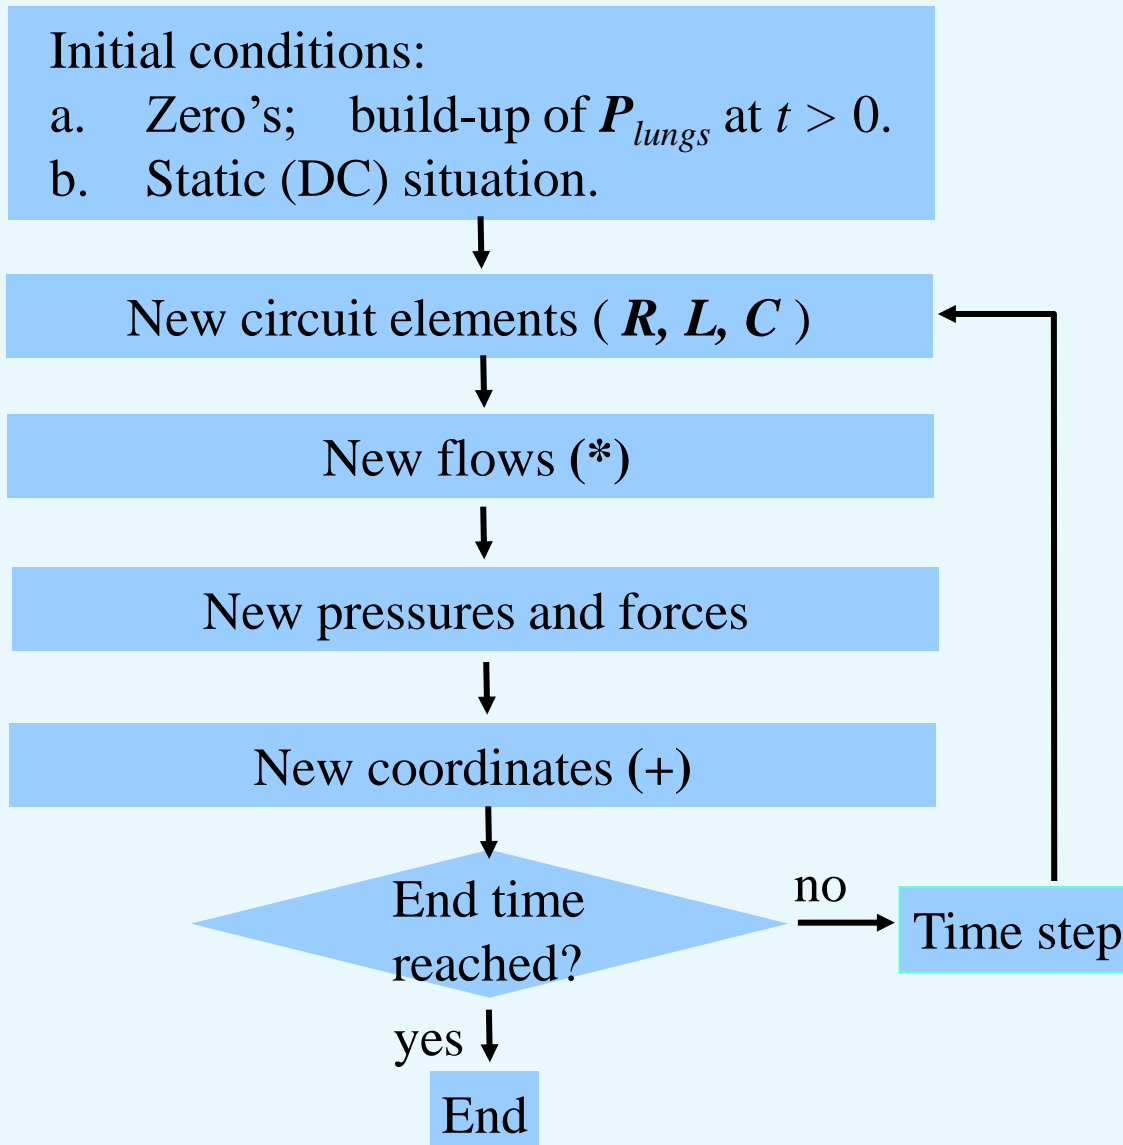 Initial conditions:
a. Zero’s; build-up of P_lungs at t > 0.
b. Static (DC) situation.
New circuit elements ( R, L, C )
New flows (*)
New pressures and forces
New coordinates (+)
End time
reached?
no
Time step
yes
End